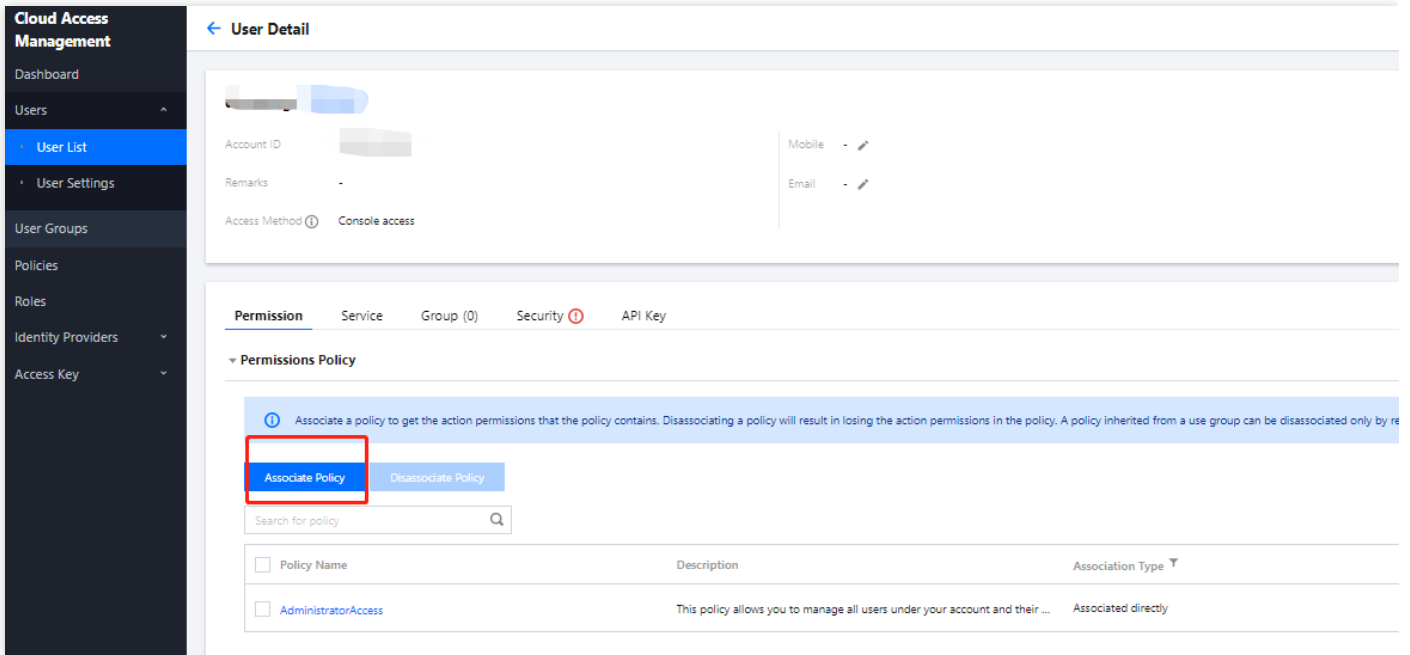 Cloud Access
Management
Dashboard
Users
User List
User Settings
User Groups
Policies
Roles
Identity Providers
Access Key
User Detail
Account ID
Remarks -
Access Method Console access
Mobile -
Email -
Permission Service Group (0) Security API Key
Permissions Policy
Associate a policy to get the action permissions that the policy contains. Disassociating a policy will result in losing the action permissions in the policy. A policy inherited from a use group can be disassociated only by re
Associate Policy Disassociate Policy
Search for policy
Policy Name Description Association Type
AdministratorAccess This policy allows you to manage all users under your account and their ... Associated directly